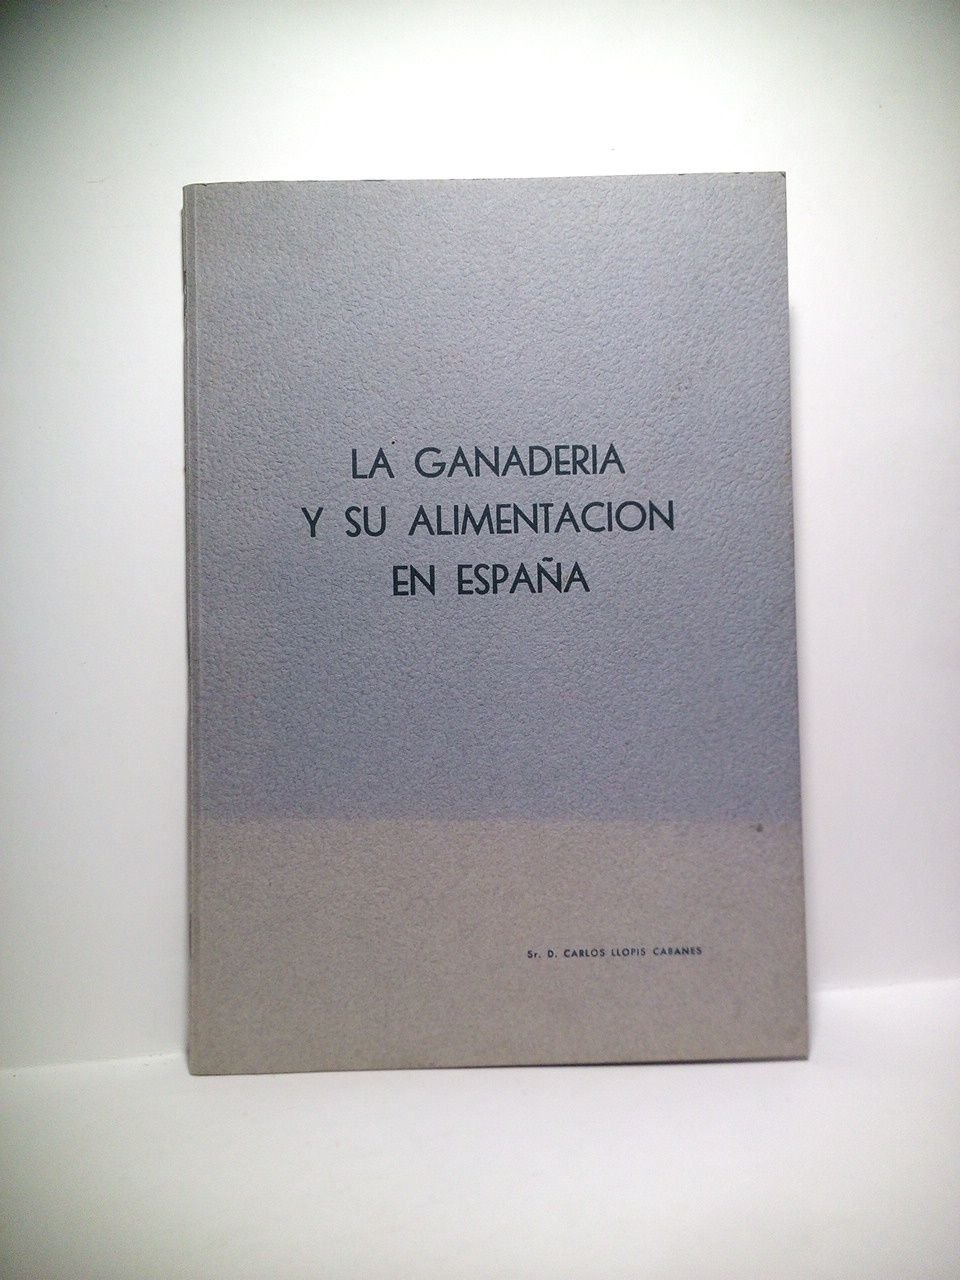 LA GANADERIA
Y SU ALIMENTACION
EN ESPAÑA
Sr. D. CARLOS LLOPIS CABANES